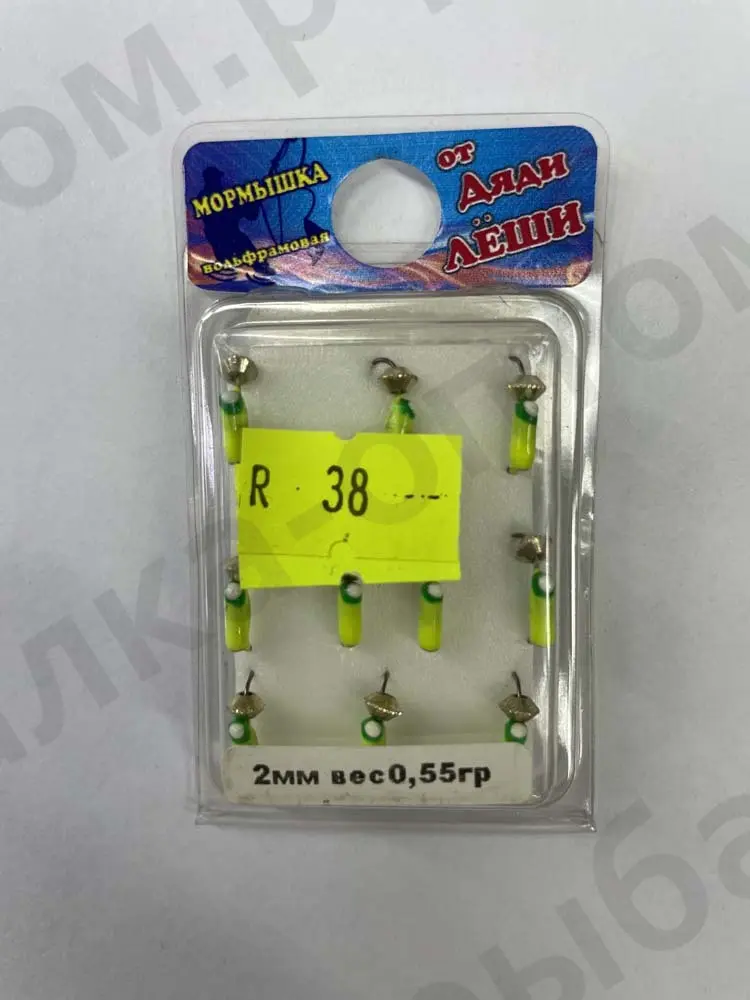 МОРМЫШКА
вольфрамовая
от
Дяди
ЛЁШИ
R 38 ---
2мм вес0,55гр